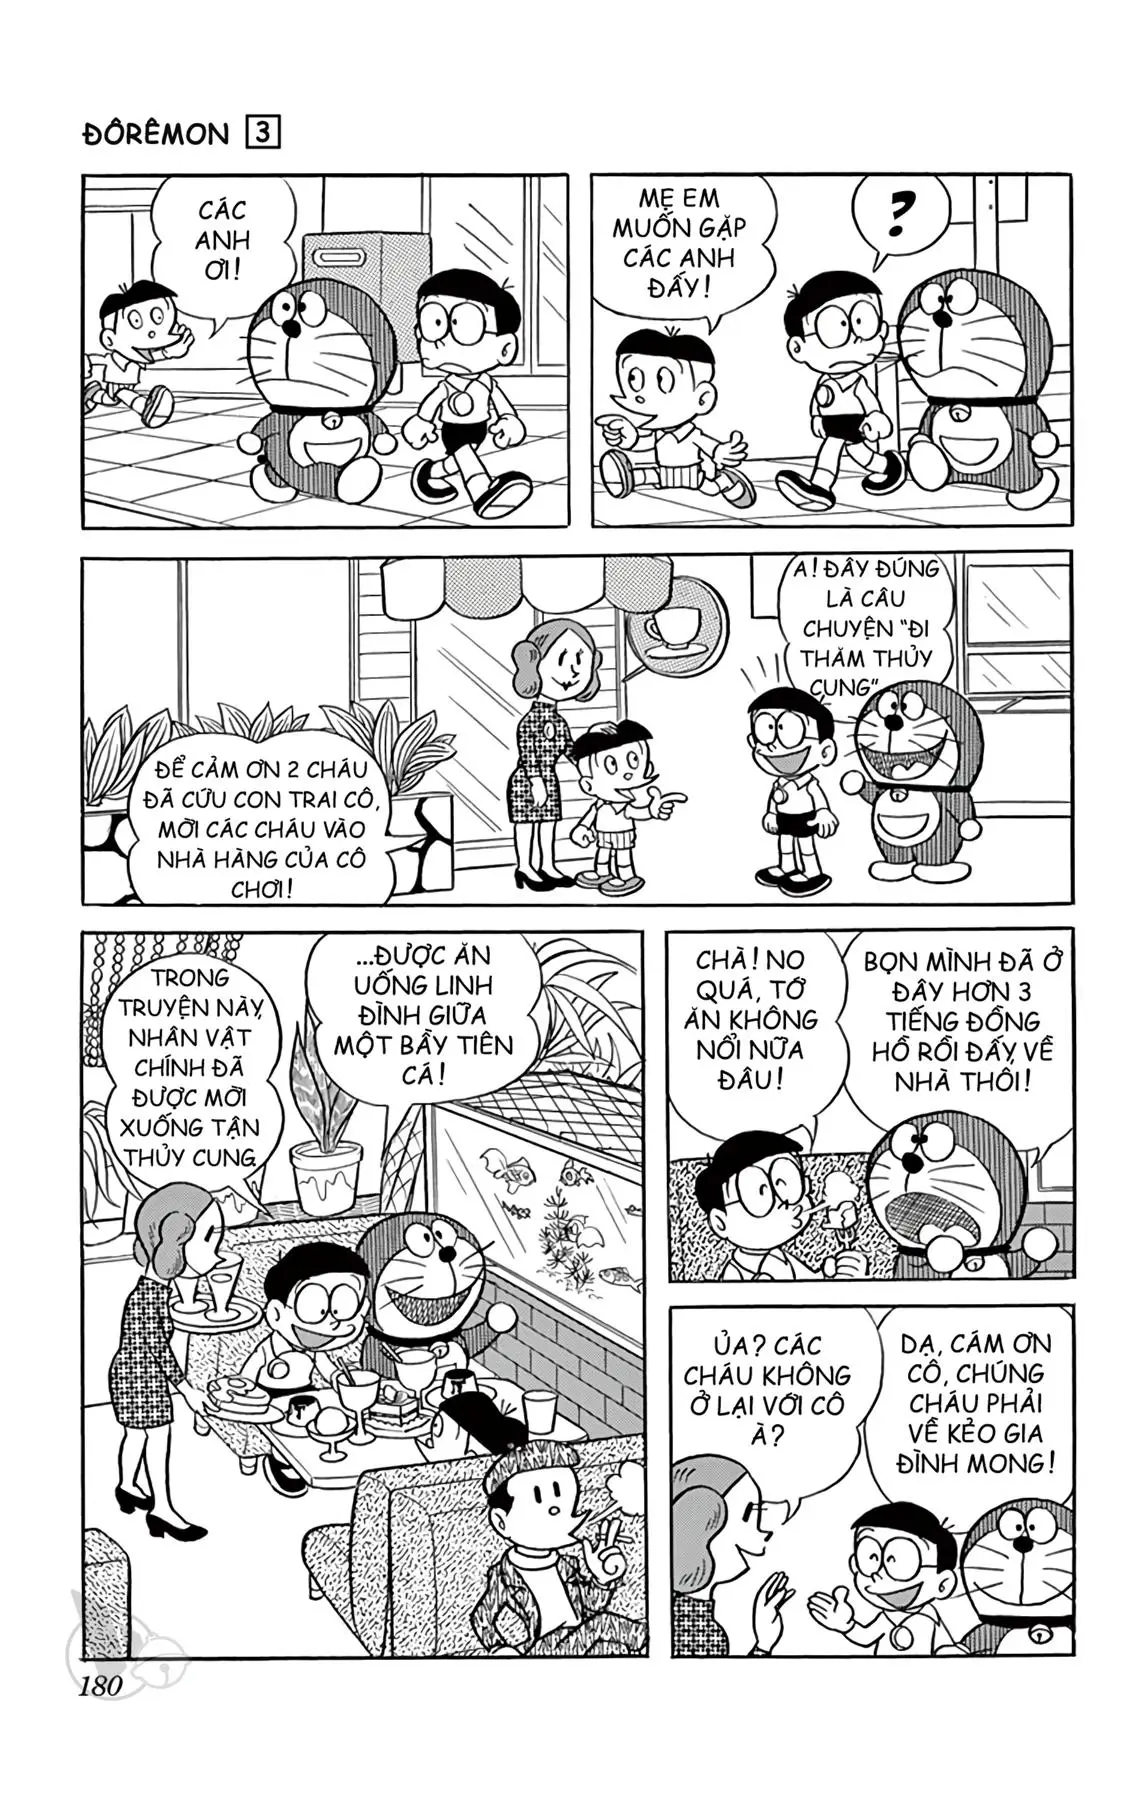 ĐÔRÊMON 3
CÁC
ANH
ƠI!
MẸ EM
MUỐN GẶP
CÁC ANH
ĐẤY!
?
ĐỂ CẢM ƠN 2 CHÁU
ĐÃ CỨU CON TRAI CÔ,
MỜI CÁC CHÁU VÀO
NHÀ HÀNG CỦA CÔ
CHƠI!
A! ĐÂY ĐÚNG
LÀ CÂU
CHUYỆN "ĐI
THĂM THỦY
CUNG"
TRONG
TRUYỆN NÀY,
NHÂN VẬT
CHÍNH ĐÃ
ĐƯỢC MỜI
XUỐNG TẬN
THỦY CUNG.
...ĐƯỢC ĂN
UỐNG LINH
ĐÌNH GIỮA
MỘT BẦY TIÊN
CÁ!
CHÀ! NO
QUÁ, TỚ
ĂN KHÔNG
NỔI NỮA
ĐÂU!
BỌN MÌNH ĐÃ Ở
ĐÂY HƠN 3
TIẾNG ĐỒNG
HỒ RỒI ĐẤY, VỀ
NHÀ THÔI!
ỦA? CÁC
CHÁU KHÔNG
Ở LẠI VỚI CÔ
À?
DẠ, CÁM ƠN
CÔ, CHÚNG
CHÁU PHẢI
VỀ KẺO GIA
ĐÌNH MONG!
180